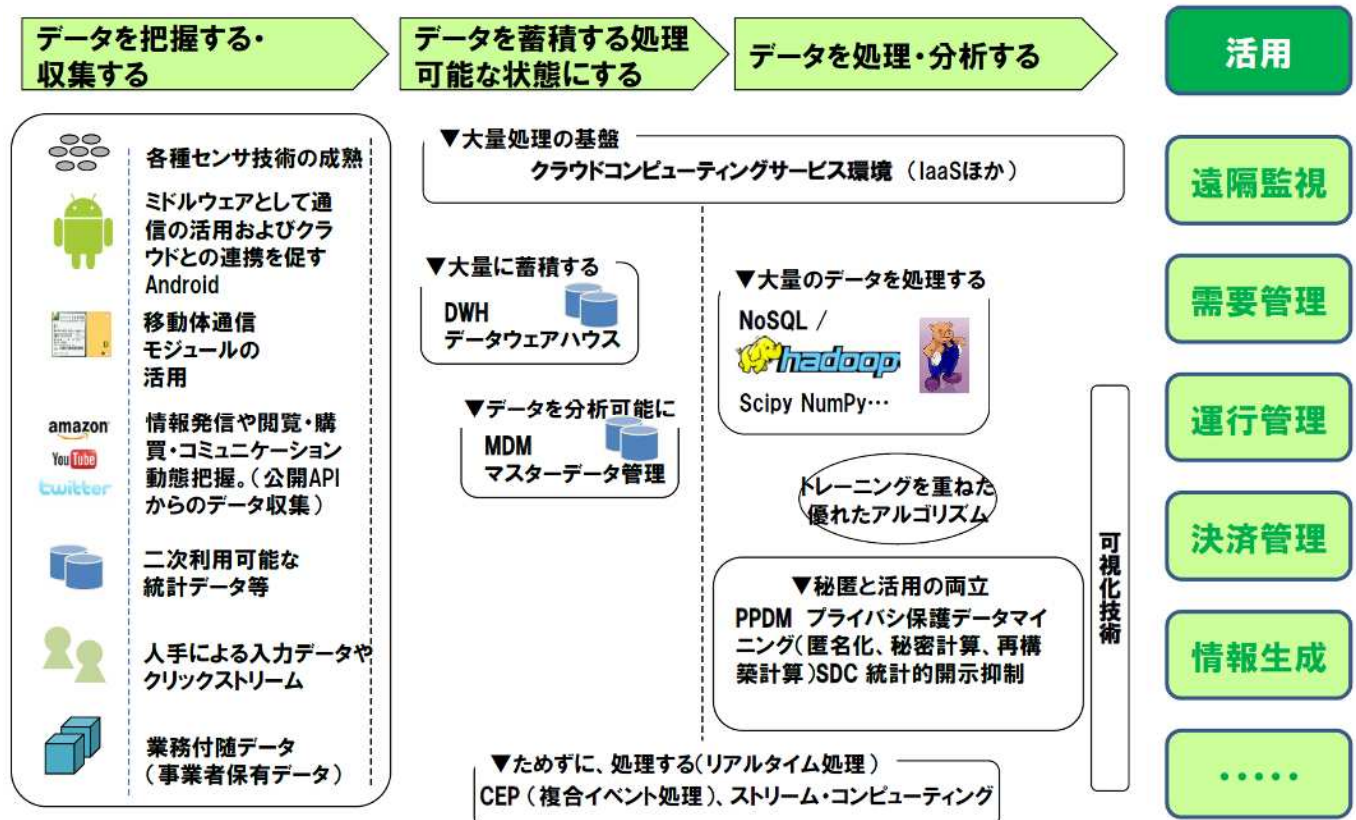 データを把握する・
収集する
データを蓄積する処理
可能な状態にする
データを処理・分析する
活用
各種センサ技術の成熟
ミドルウェアとして通
信の活用およびクラ
ウドとの連携を促す
Android
移動体通信
モジュールの
活用
amazon
YouTube
twitter
情報発信や閲覧・購
買・コミュニケーション
動態把握。(公開API
からのデータ収集)
二次利用可能な
統計データ等
人手による入力データや
クリックストリーム
業務付随データ
(事業者保有データ)
▼大量処理の基盤
クラウドコンピューティングサービス環境 (IaaSほか)
▼大量に蓄積する
DWH
データウェアハウス
▼データを分析可能に
MDM
マスターデータ管理
▼大量のデータを処理する
NoSQL /
hadoop
Scipy NumPy…
トレーニングを重ねた
優れたアルゴリズム
▼秘匿と活用の両立
PPDM プライバシ保護データマイ
ニング(匿名化、秘密計算、再構
築計算)SDC 統計的開示抑制
▼ためずに、処理する(リアルタイム処理)
CEP (複合イベント処理)、ストリーム・コンピューティング
可視化技術
遠隔監視
需要管理
運行管理
決済管理
情報生成
・・・・・